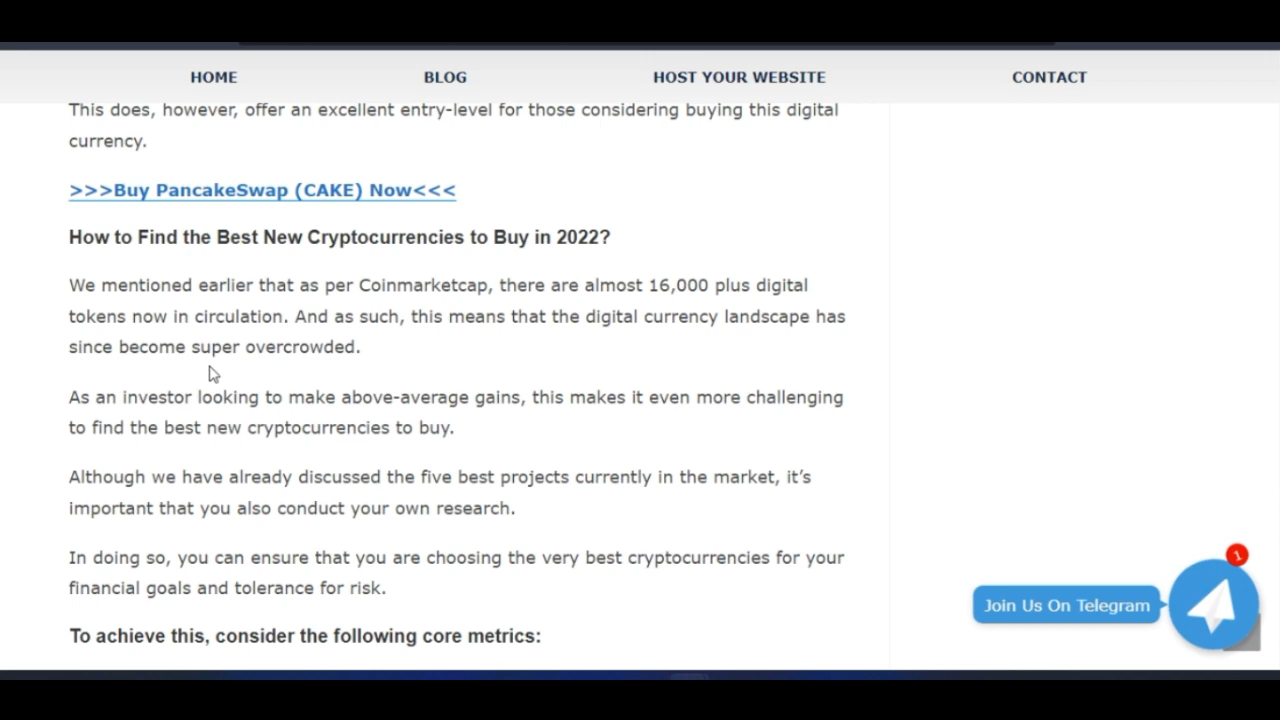 HOME BLOG HOST YOUR WEBSITE CONTACT
This does, however, offer an excellent entry-level for those considering buying this digital
currency.
>>>Buy PancakeSwap (CAKE) Now<<<
How to Find the Best New Cryptocurrencies to Buy in 2022?
We mentioned earlier that as per Coinmarketcap, there are almost 16,000 plus digital
tokens now in circulation. And as such, this means that the digital currency landscape has
since become super overcrowded.
As an investor looking to make above-average gains, this makes it even more challenging
to find the best new cryptocurrencies to buy.
Although we have already discussed the five best projects currently in the market, it’s
important that you also conduct your own research.
In doing so, you can ensure that you are choosing the very best cryptocurrencies for your
financial goals and tolerance for risk.
To achieve this, consider the following core metrics:
1
Join Us On Telegram